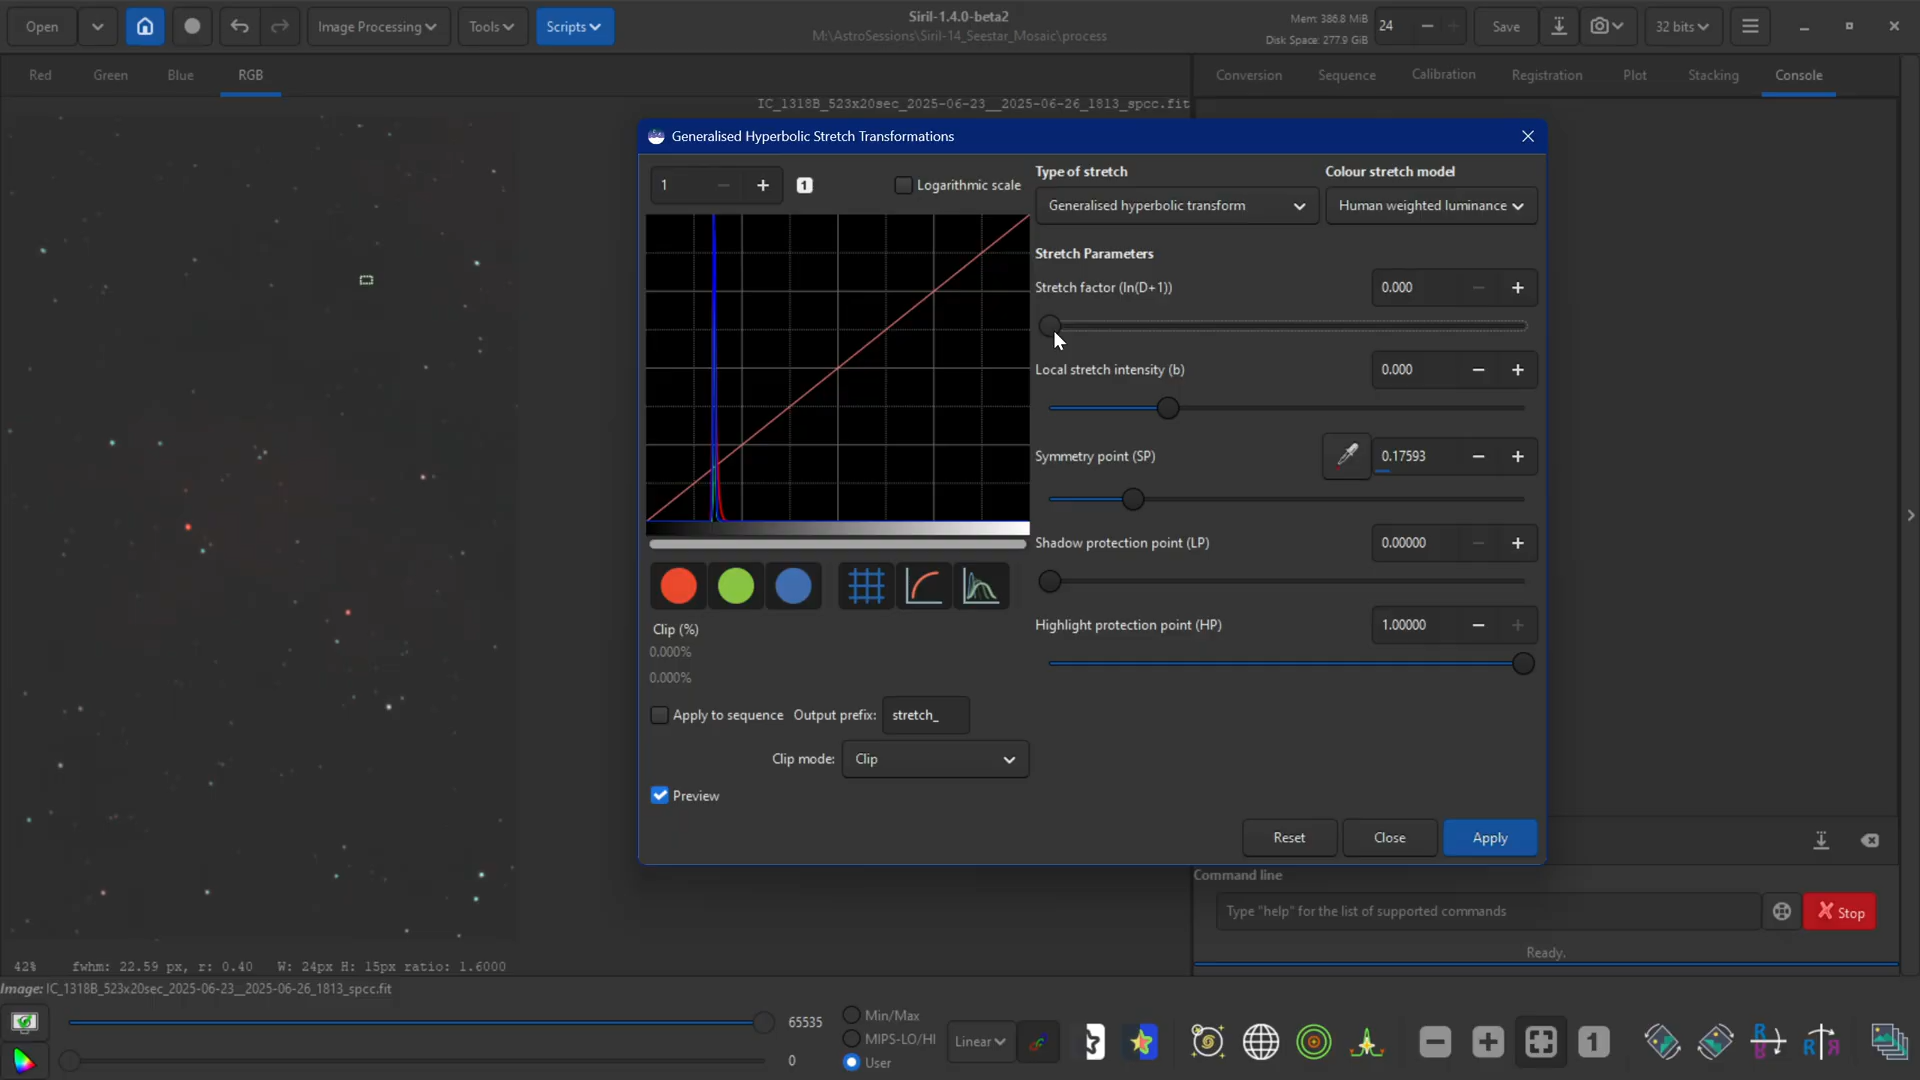 Open
Image Processing
Tools
Scripts
Siril-1.4.0-beta2
M:\AstroSessions\Siril-14_Seestar_Mosaic\process
Mem: 386.8 MiB
Disk Space: 277.9 GiB
24
Save
32 bits
Red
Green
Blue
RGB
Conversion
Sequence
Calibration
Registration
Plot
Stacking
Console
IC_1318B_523x20sec_2025-06-23__2025-06-26_1813_spcc.fit
Generalised Hyperbolic Stretch Transformations
1
1
Logarithmic scale
Type of stretch
Colour stretch model
Generalised hyperbolic transform
Human weighted luminance
Stretch Parameters
Stretch factor (ln(D+1))
0.000
Local stretch intensity (b)
0.000
Symmetry point (SP)
0.17593
Shadow protection point (LP)
0.00000
Highlight protection point (HP)
1.00000
Clip (%)
0.000%
0.000%
Apply to sequence
Output prefix:
stretch_
Clip mode:
Clip
Preview
Reset
Close
Apply
Command line
Type "help" for the list of supported commands
Stop
Ready.
42%
fwhm: 22.59 px, r: 0.40
W: 24px H: 15px ratio: 1.6000
Image: IC_1318B_523x20sec_2025-06-23__2025-06-26_1813_spcc.fit
65535
0
Min/Max
MIPS-LO/HI
User
Linear
1
R
R
R